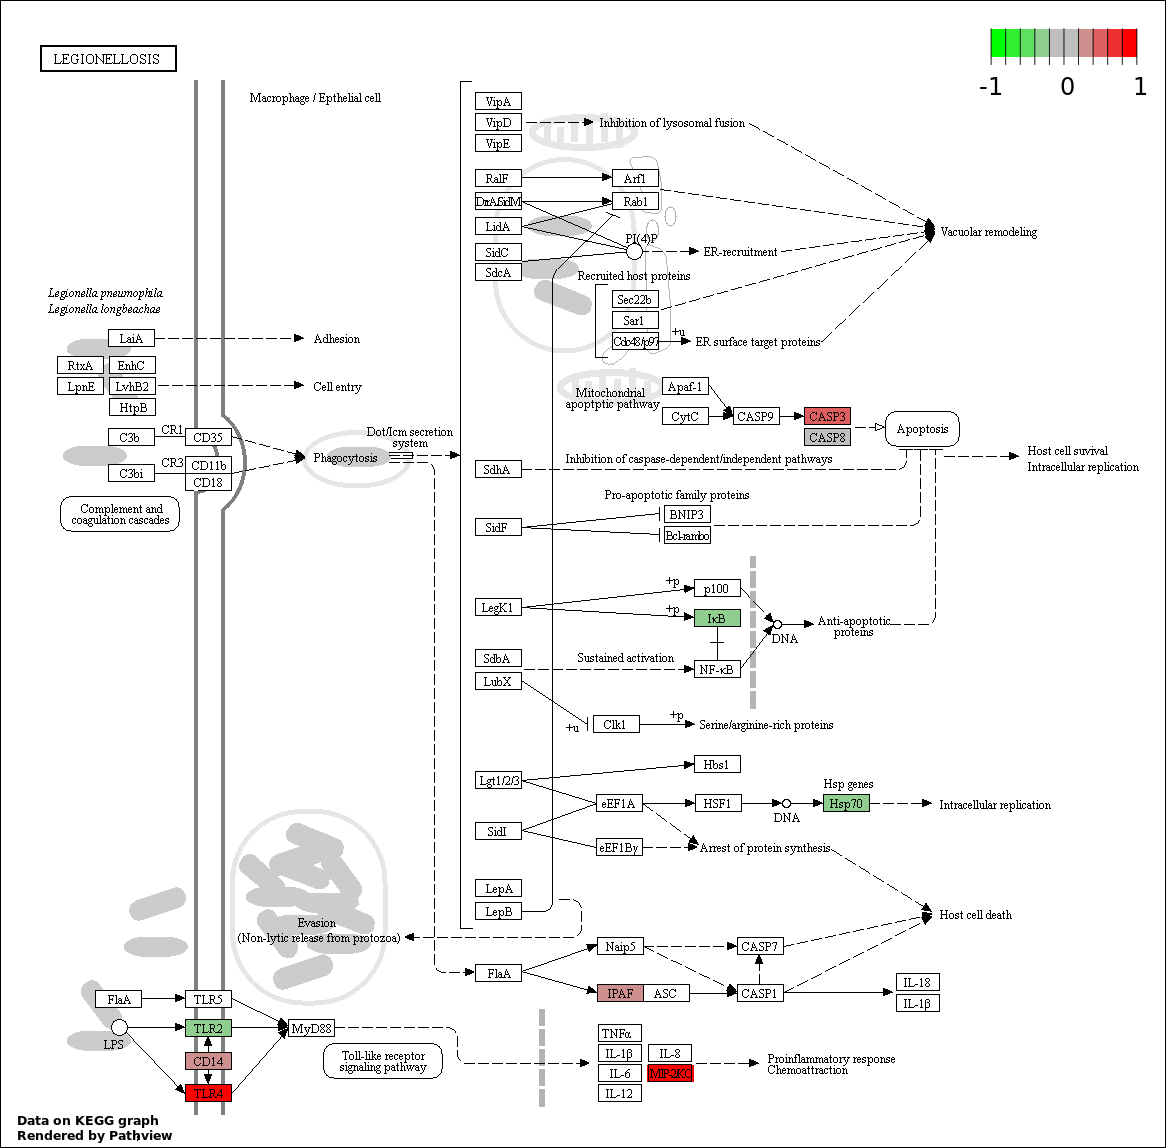 LEGIONELLOSIS
-1 0 1
Macrophage / Epthelial cell
VipA
VipD
VipE
Inhibition of lysosomal fusion
RalF
Arf1
DrrA/SidM
Rab1
LidA
Vacuolar remodeling
PI(4)P
SidC
ER-recruitment
SdcA
Recruited host proteins
Legionella pneumophila
Legionella longbeachae
Sec22b
Sar1
+u
Cdc48/p97
ER surface target proteins
LaiA
Adhesion
RtxA
EnhC
LpnE
LvhB2
Cell entry
HtpB
Mitochondrial
apoptptic pathway
Apaf-1
CytC
CASP9
CASP3
CASP8
Apoptosis
C3b
CR1
CD35
Dot/Icm secretion
system
Phagocytosis
C3bi
CR3
CD11b
CD18
SdhA
Inhibition of caspase-dependent/independent pathways
Host cell suvival
Intracellular replication
Complement and
coagulation cascades
Pro-apoptotic family proteins
BNIP3
SidF
Bcl-rambo
+p
p100
LegK1
+p
IκB
DNA
Anti-apoptotic
proteins
SdbA
Sustained activation
NF-κB
LubX
+u
Clk1
+p
Serine/arginine-rich proteins
Hbs1
Lgt1/2/3
Hsp genes
eEF1A
HSF1
DNA
Hsp70
Intracellular replication
SidI
eEF1Bγ
Arrest of protein synthesis
LepA
LepB
Host cell death
Evasion
(Non-lytic release from protozoa)
Naip5
CASP7
FlaA
IPAF
ASC
CASP1
IL-18
IL-1β
FlaA
TLR5
LPS
TLR2
MyD88
CD14
TLR4
Toll-like receptor
signaling pathway
TNFα
IL-1β
IL-8
IL-6
MIP2KC
IL-12
Proinflammatory response
Chemoattraction
Data on KEGG graph
Rendered by Pathview